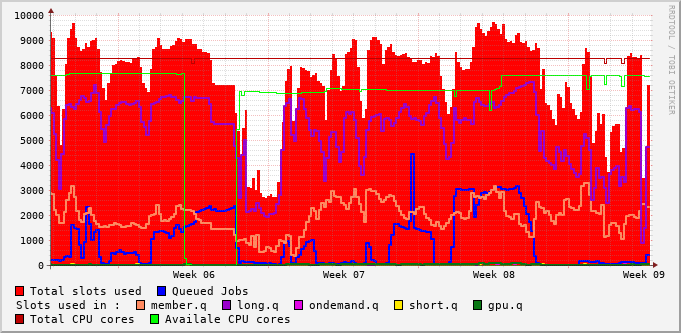 RRDTOOL / TOBI OETIKER
10000
9000
8000
7000
6000
5000
4000
3000
2000
1000
0
Week 06 Week 07 Week 08 Week 09
Total slots used Queued Jobs
Slots used in : member.q long.q ondemand.q short.q gpu.q
Total CPU cores Availale CPU cores